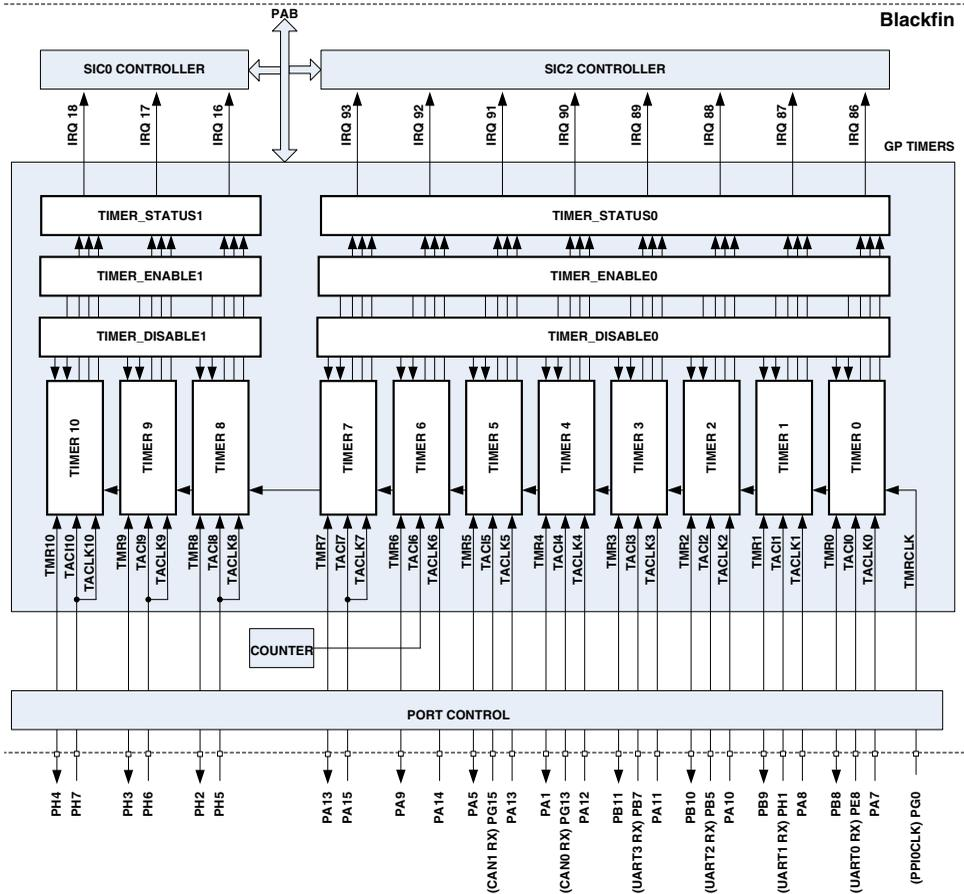 PAB
Blackfin
SIC0 CONTROLLER
SIC2 CONTROLLER
IRQ 18
IRQ 17
IRQ 16
IRQ 93
IRQ 92
IRQ 91
IRQ 90
IRQ 89
IRQ 88
IRQ 87
IRQ 86
GP TIMERS
TIMER_STATUS1
TIMER_STATUS0
TIMER_ENABLE1
TIMER_ENABLE0
TIMER_DISABLE1
TIMER_DISABLE0
TIMER 10
TIMER 9
TIMER 8
TIMER 7
TIMER 6
TIMER 5
TIMER 4
TIMER 3
TIMER 2
TIMER 1
TIMER 0
TMR10
TACI10
TACLK10
TMR9
TACI9
TACLK9
TMR8
TACI8
TACLK8
TMR7
TACI7
TACLK7
TMR6
TACI6
TACLK6
TMR5
TACI5
TACLK5
TMR4
TACI4
TACLK4
TMR3
TACI3
TACLK3
TMR2
TACI2
TACLK2
TMR1
TACI1
TACLK1
TMR0
TACI0
TACLK0
TMRCLK
COUNTER
PORT CONTROL
PH4
PH7
PH3
PH6
PH2
PH5
PA13
PA15
PA9
PA14
PA5
(CAN1 RX) PG15
PA13
PA1
(CAN0 RX) PG13
PA12
PB11
(UART3 RX) PB7
PA11
PB10
(UART2 RX) PB5
PA10
PB9
(UART1 RX) PH1
PA8
PB8
(UART0 RX) PE8
PA7
(PPI0CLK) PG0